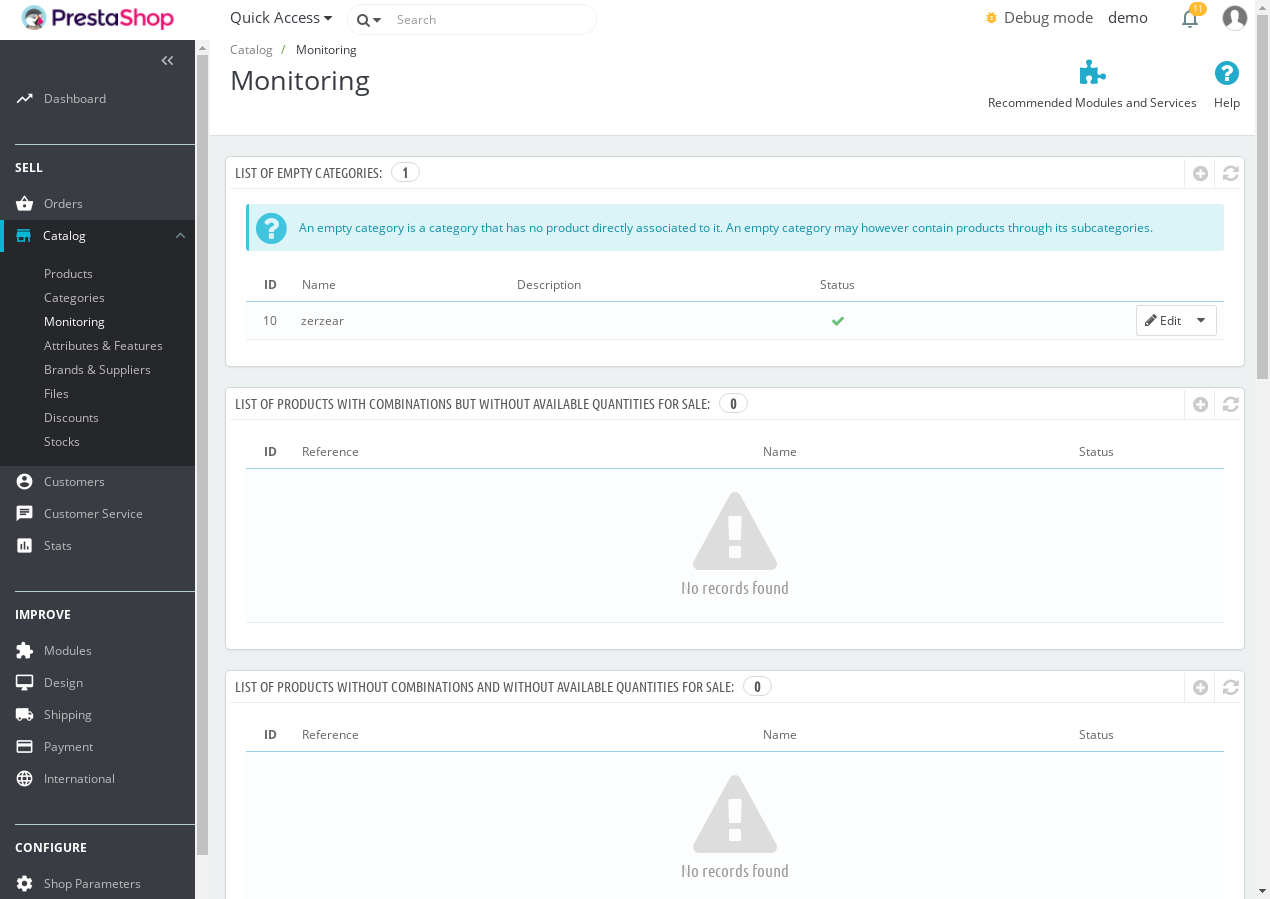 PrestaShop
Quick Access
Search
Debug mode
demo
11
Dashboard
SELL
Orders
Catalog
Products
Categories
Monitoring
Attributes & Features
Brands & Suppliers
Files
Discounts
Stocks
Customers
Customer Service
Stats
IMPROVE
Modules
Design
Shipping
Payment
International
CONFIGURE
Shop Parameters
Catalog / Monitoring
Monitoring
Recommended Modules and Services
Help
LIST OF EMPTY CATEGORIES: 1
An empty category is a category that has no product directly associated to it. An empty category may however contain products through its subcategories.
ID Name Description Status
10 zerzear Edit
LIST OF PRODUCTS WITH COMBINATIONS BUT WITHOUT AVAILABLE QUANTITIES FOR SALE: 0
ID Reference Name Status
No records found
LIST OF PRODUCTS WITHOUT COMBINATIONS AND WITHOUT AVAILABLE QUANTITIES FOR SALE: 0
ID Reference Name Status
No records found